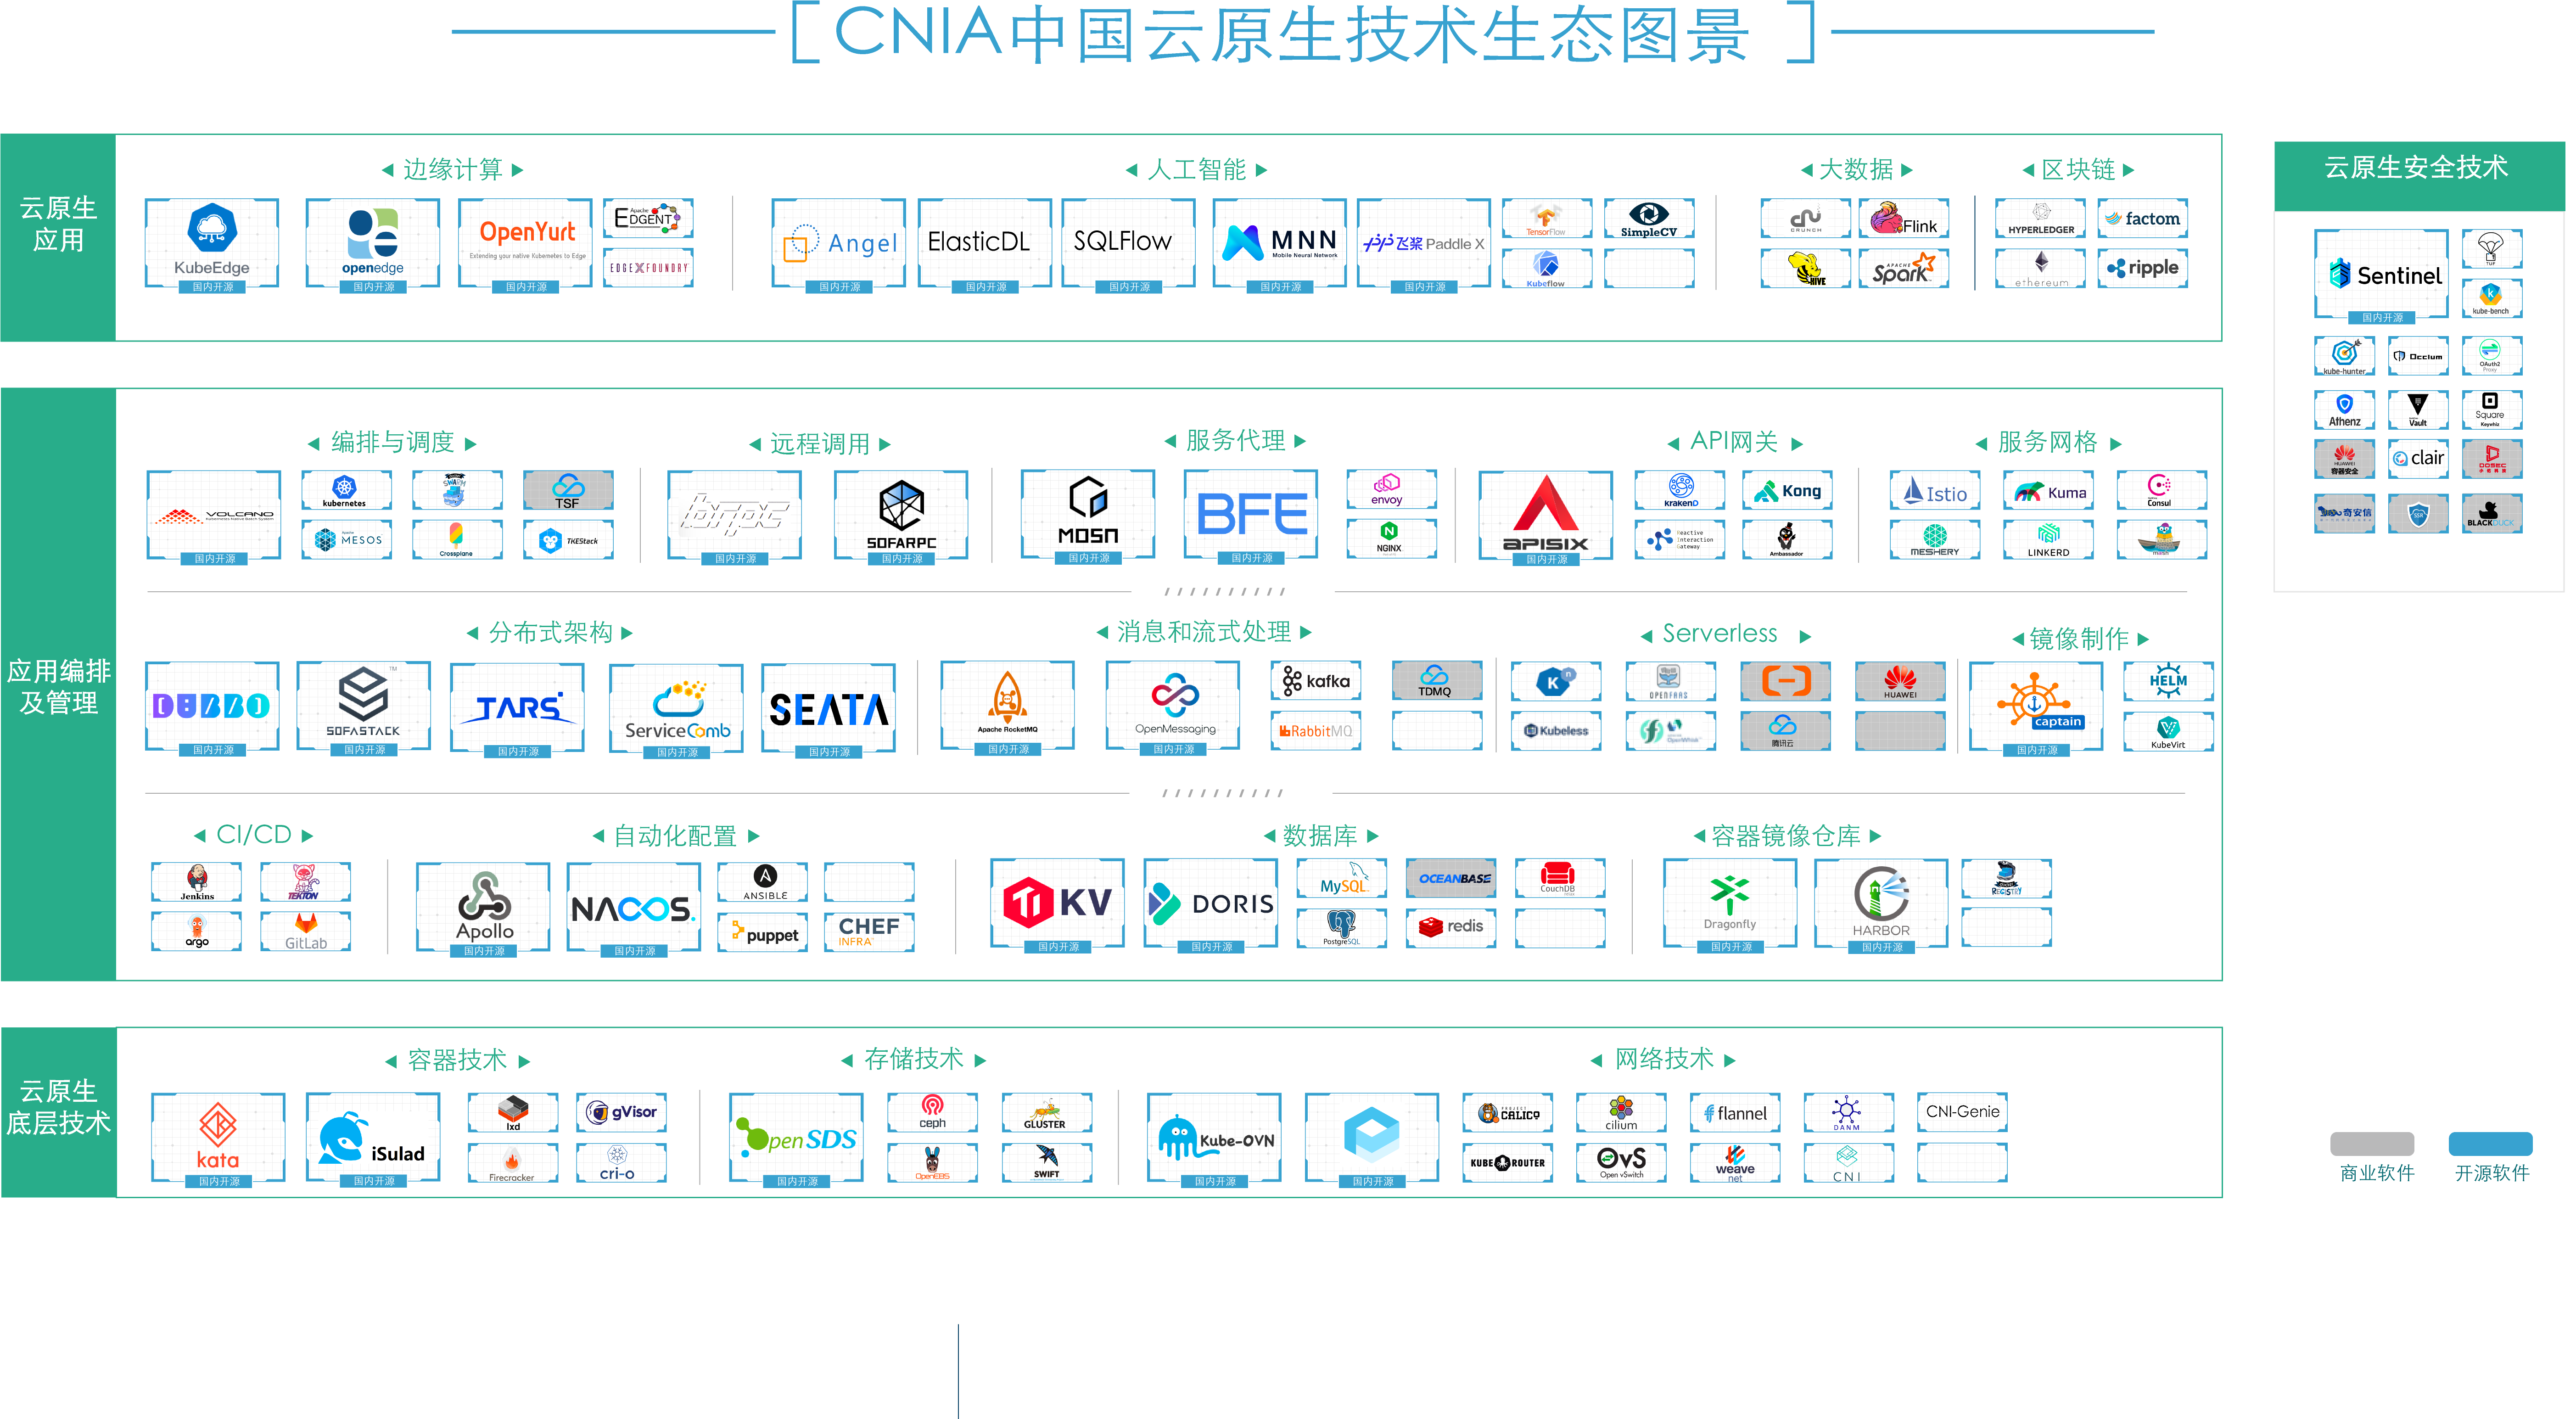 CNIA中国云原生技术生态图景
云原生
应用
边缘计算
KubeEdge
国内开源
openedge
国内开源
OpenYurt
Extending your native Kubernetes to Edge
国内开源
Apache
EDGENT
EDGE X FOUNDRY
人工智能
Angel
国内开源
ElasticDL
国内开源
SQLFlow
国内开源
MNN
Mobile Neural Network
国内开源
飞桨 Paddle X
国内开源
TensorFlow
SimpleCV
Kubeflow
大数据
CRUNCH
Flink
HIVE
APACHE
Spark
区块链
HYPERLEDGER
factom
ethereum
ripple
云原生安全技术
Sentinel
国内开源
TUF
kube-bench
kube-hunter
Occlum
OAuth2
Proxy
Athenz
Vault
Square
Keywhiz
HUAWEI
容器安全
clair
DOSEC
奇安信
SSR
BLACKDUCK
应用编排
及管理
编排与调度
VOLCANO
Kubernetes Native Batch System
国内开源
kubernetes
SWARM
TSF
MESOS
Crossplane
TKEStack
远程调用
brpc
国内开源
SOFARPC
国内开源
服务代理
MOSN
国内开源
BFE
国内开源
envoy
NGINX
API网关
APISIX
国内开源
KrakenD
Kong
Reactive
Interaction
Gateway
Ambassador
服务网格
Istio
Kuma
Consul
MESHERY
LINKERD
mesh
分布式架构
DUBBO
国内开源
SOFASTACK
TM
国内开源
TARS
国内开源
ServiceComb
国内开源
SEATA
国内开源
消息和流式处理
Apache RocketMQ
国内开源
OpenMessaging
国内开源
kafka
TDMQ
RabbitMQ
Serverless
K
n
OPENFAAS
HUAWEI
Kubeless
OpenWhisk
腾讯云
镜像制作
captain
国内开源
HELM
KubeVirt
CI/CD
Jenkins
TEKTON
argo
GitLab
自动化配置
Apollo
国内开源
NACOS.
国内开源
ANSIBLE
puppet
CHEF
INFRA
数据库
TiKV
国内开源
DORIS
国内开源
MySQL
OCEANBASE
CouchDB
PostgreSQL
redis
容器镜像仓库
Dragonfly
国内开源
HARBOR
国内开源
REGISTRY
云原生
底层技术
容器技术
kata
国内开源
iSulad
国内开源
lxd
gVisor
Firecracker
cri-o
存储技术
OpenSDS
国内开源
ceph
GLUSTER
OpenEBS
SWIFT
网络技术
Kube-OVN
国内开源
国内开源
PROJECT
CALICO
cilium
flannel
DANM
CNI-Genie
KUBE ROUTER
OvS
Open vSwitch
weave
net
CNI
商业软件
开源软件